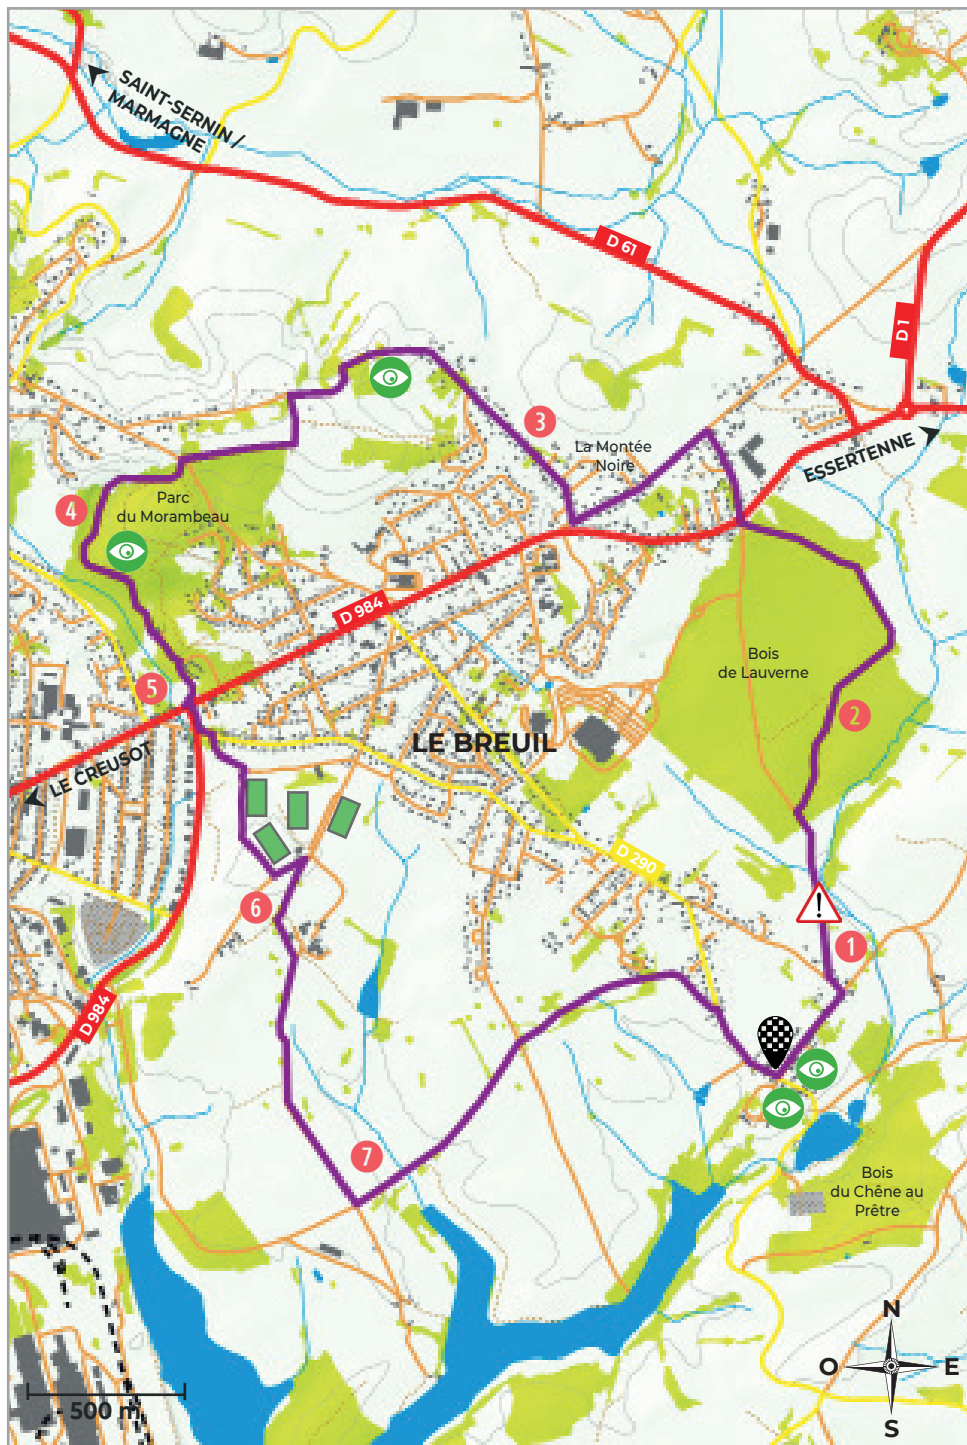 SAINT-SERNIN /
MARMAGNE
D 61
D 1
ESSERTENNE
3
La Montée
Noire
4
Parc
du Morambeau
D 984
Bois
de Lauverne
5
2
LE BREUIL
LE CREUSOT
D 290
6
1
D 984
7
Bois
du Chêne au
Prêtre
N
O
E
S
500 m